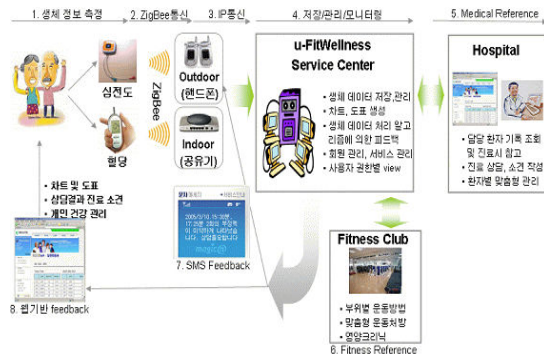 1. 생체 정보 측정
2. ZigBee통신
3. IP통신
4. 저장/관리/모니터링
5. Medical Reference
심전도
혈당
ZigBee
Outdoor
(핸드폰)
Indoor
(공유기)
u-FitWellness
Service Center
• 생체 데이터 저장,관리
• 차트, 도표 생성
• 생체 데이터 처리 알고
리즘에 의한 피드백
• 회원 관리, 서비스 관리
• 사용자 권한별 view
Hospital
• 담당 환자 기록 조회
및 진료시 참고
• 진료 상담, 소견 작성
• 환자별 맞춤형 관리
• 차트 및 도표
• 상담결과 진료 소견
• 개인 건강 관리
8. 웹기반 feedback
7. SMS Feedback
Fitness Club
• 부위별 운동방법
• 맞춤형 운동처방
• 영양크리닉
6. Fitness Reference